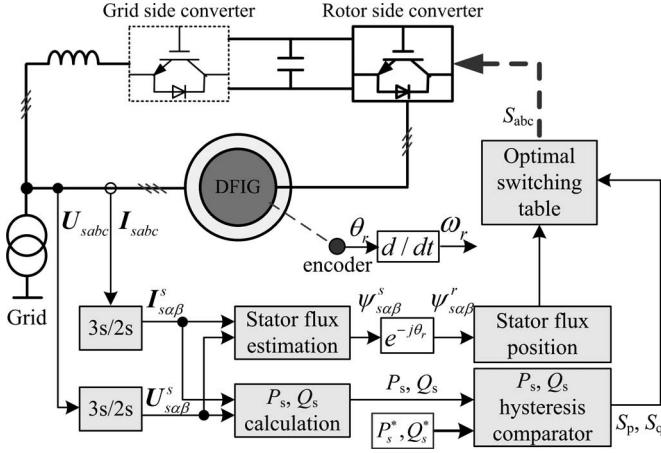 Grid side converter
Rotor side converter
S_abc
Optimal
switching
table
DFIG
U_sabc
I_sabc
θ_r
d / dt
ω_r
encoder
Grid
3s/2s
I^s_sαβ
Stator flux
estimation
ψ^s_sαβ
e^{-jθ_r}
ψ^r_sαβ
Stator flux
position
3s/2s
U^s_sαβ
P_s, Q_s
calculation
P_s, Q_s
P_s^*, Q_s^*
P_s, Q_s
hysteresis
comparator
S_p, S_q